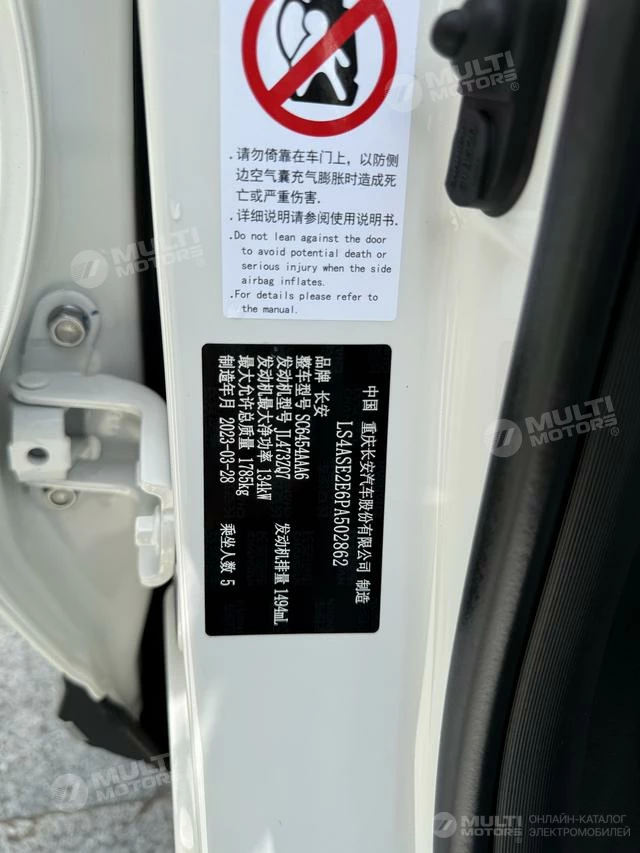 .请勿倚靠在车门上，以防侧
边空气囊充气膨胀时造成死
亡或严重伤害.
.详细说明请参阅使用说明书.
.Do not lean against the door
to avoid potential death or
serious injury when the side
airbag inflates.
.For details please refer to
the manual.
中国 重庆长安汽车股份有限公司 制造
LS4ASE2E6PA502862
品牌 长安
整车型号 SC6454AAA6
发动机型号 JL473ZQ7 发动机排量 1494mL
发动机最大净功率 134kW
最大允许总质量 1785kg
制造年月 2023-03-28 乘坐人数 5
MULTI
MOTORS®
MULTI
MOTORS®
MULTI
MOTORS®
MULTI
MOTORS®
MULTI
MOTORS®
ОНЛАЙН-КАТАЛОГ
ЭЛЕКТРОМОБИЛЕЙ